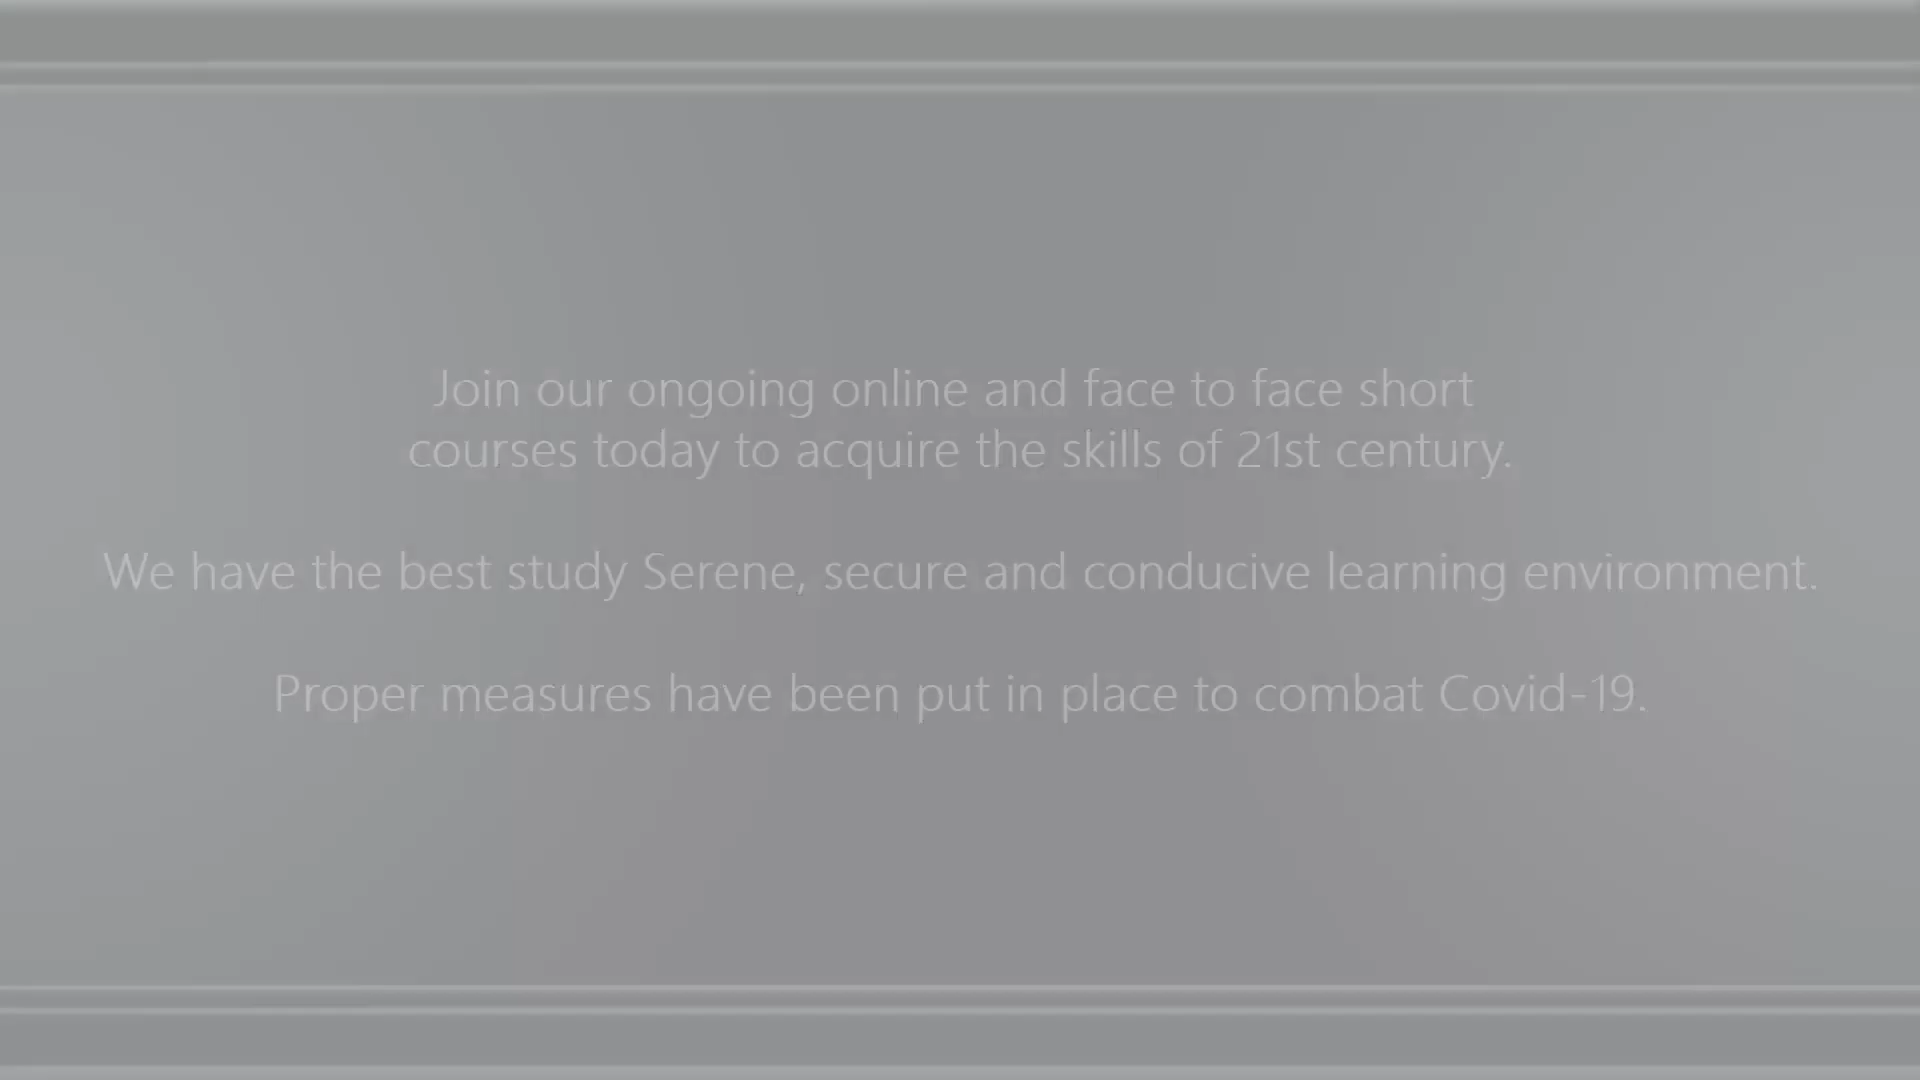 Join our ongoing online and face to face short
courses today to acquire the skills of 21st century.
We have the best study Serene, secure and conducive learning environment.
Proper measures have been put in place to combat Covid-19.